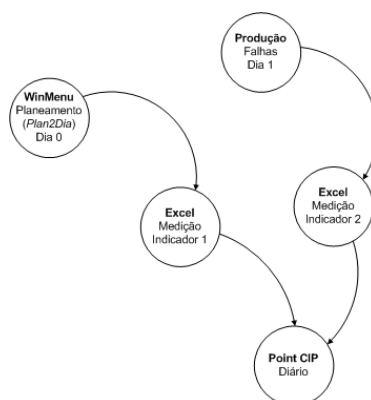 Produção
Falhas
Dia 1
WinMenu
Planeamento
(Plan2Dia)
Dia 0
Excel
Medição
Indicador 2
Excel
Medição
Indicador 1
Point CIP
Diário